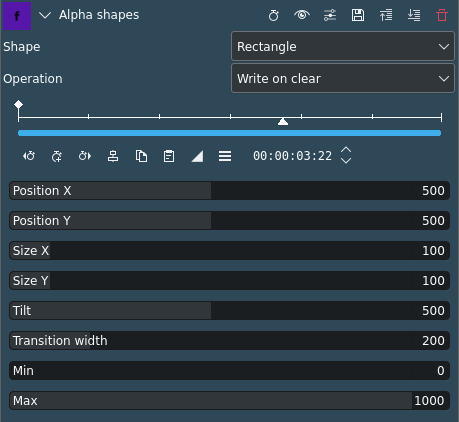 f Alpha shapes
Shape Rectangle
Operation Write on clear
00:00:03:22
Position X 500
Position Y 500
Size X 100
Size Y 100
Tilt 500
Transition width 200
Min 0
Max 1000